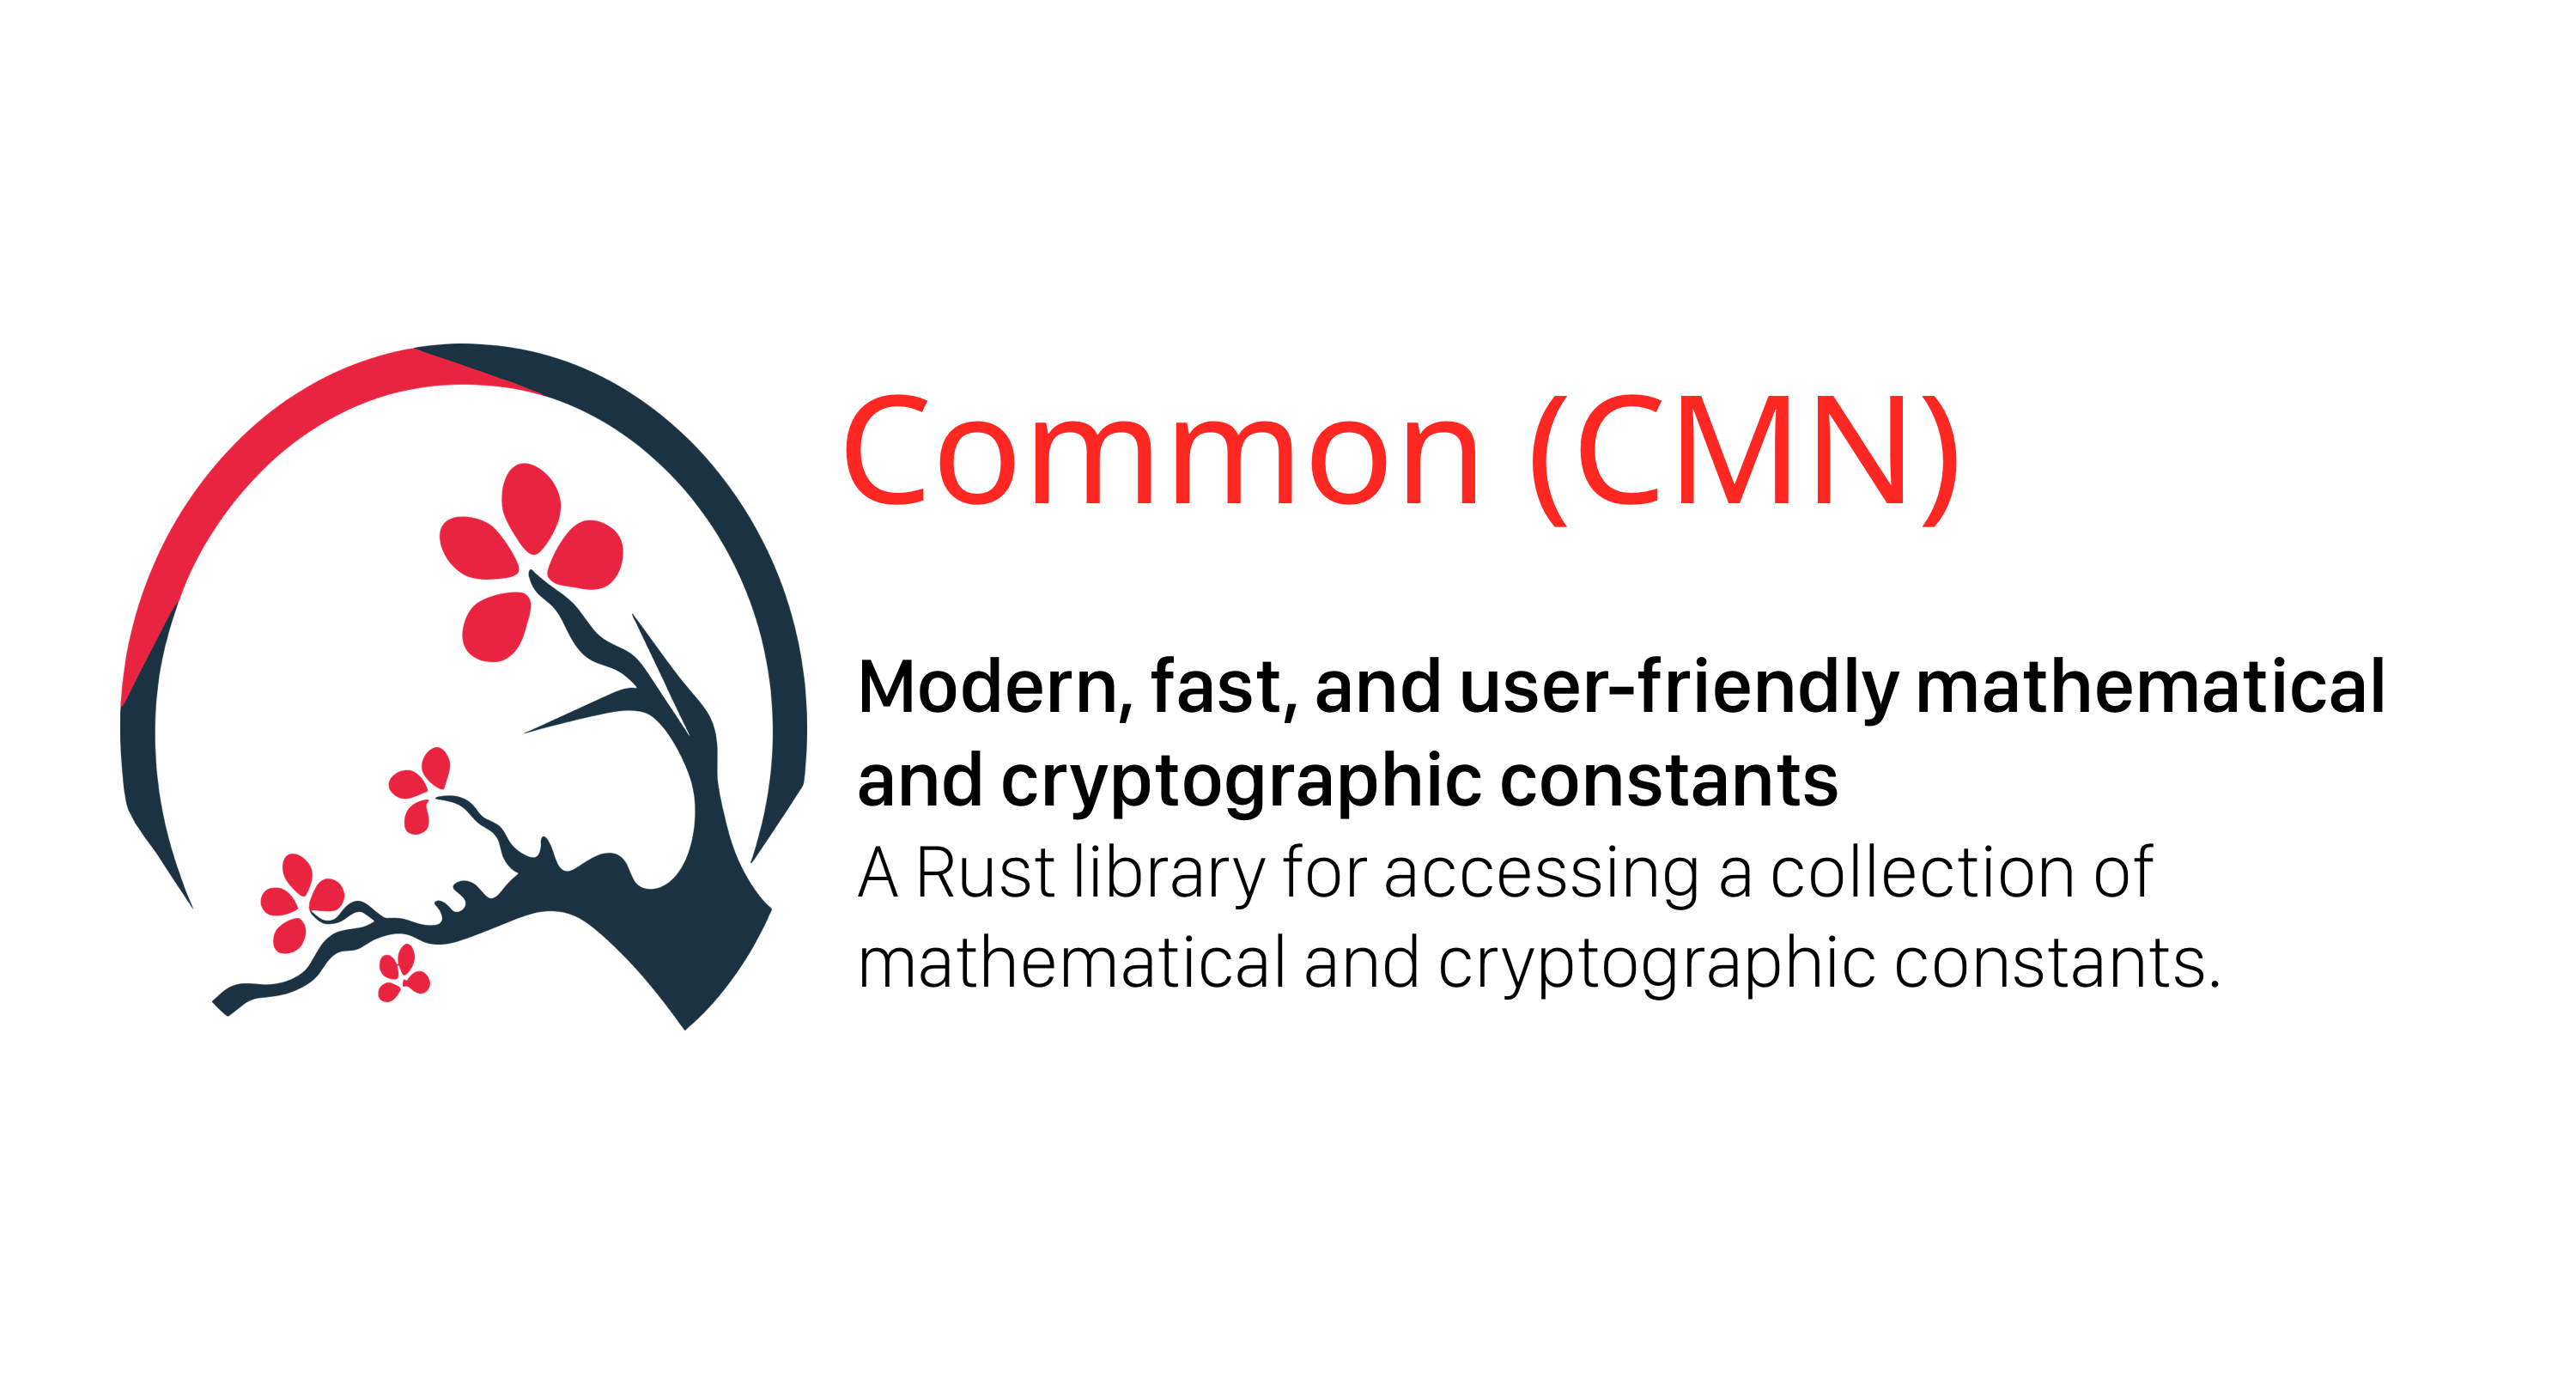 Common (CMN)
Modern, fast, and user-friendly mathematical
and cryptographic constants
A Rust library for accessing a collection of
mathematical and cryptographic constants.